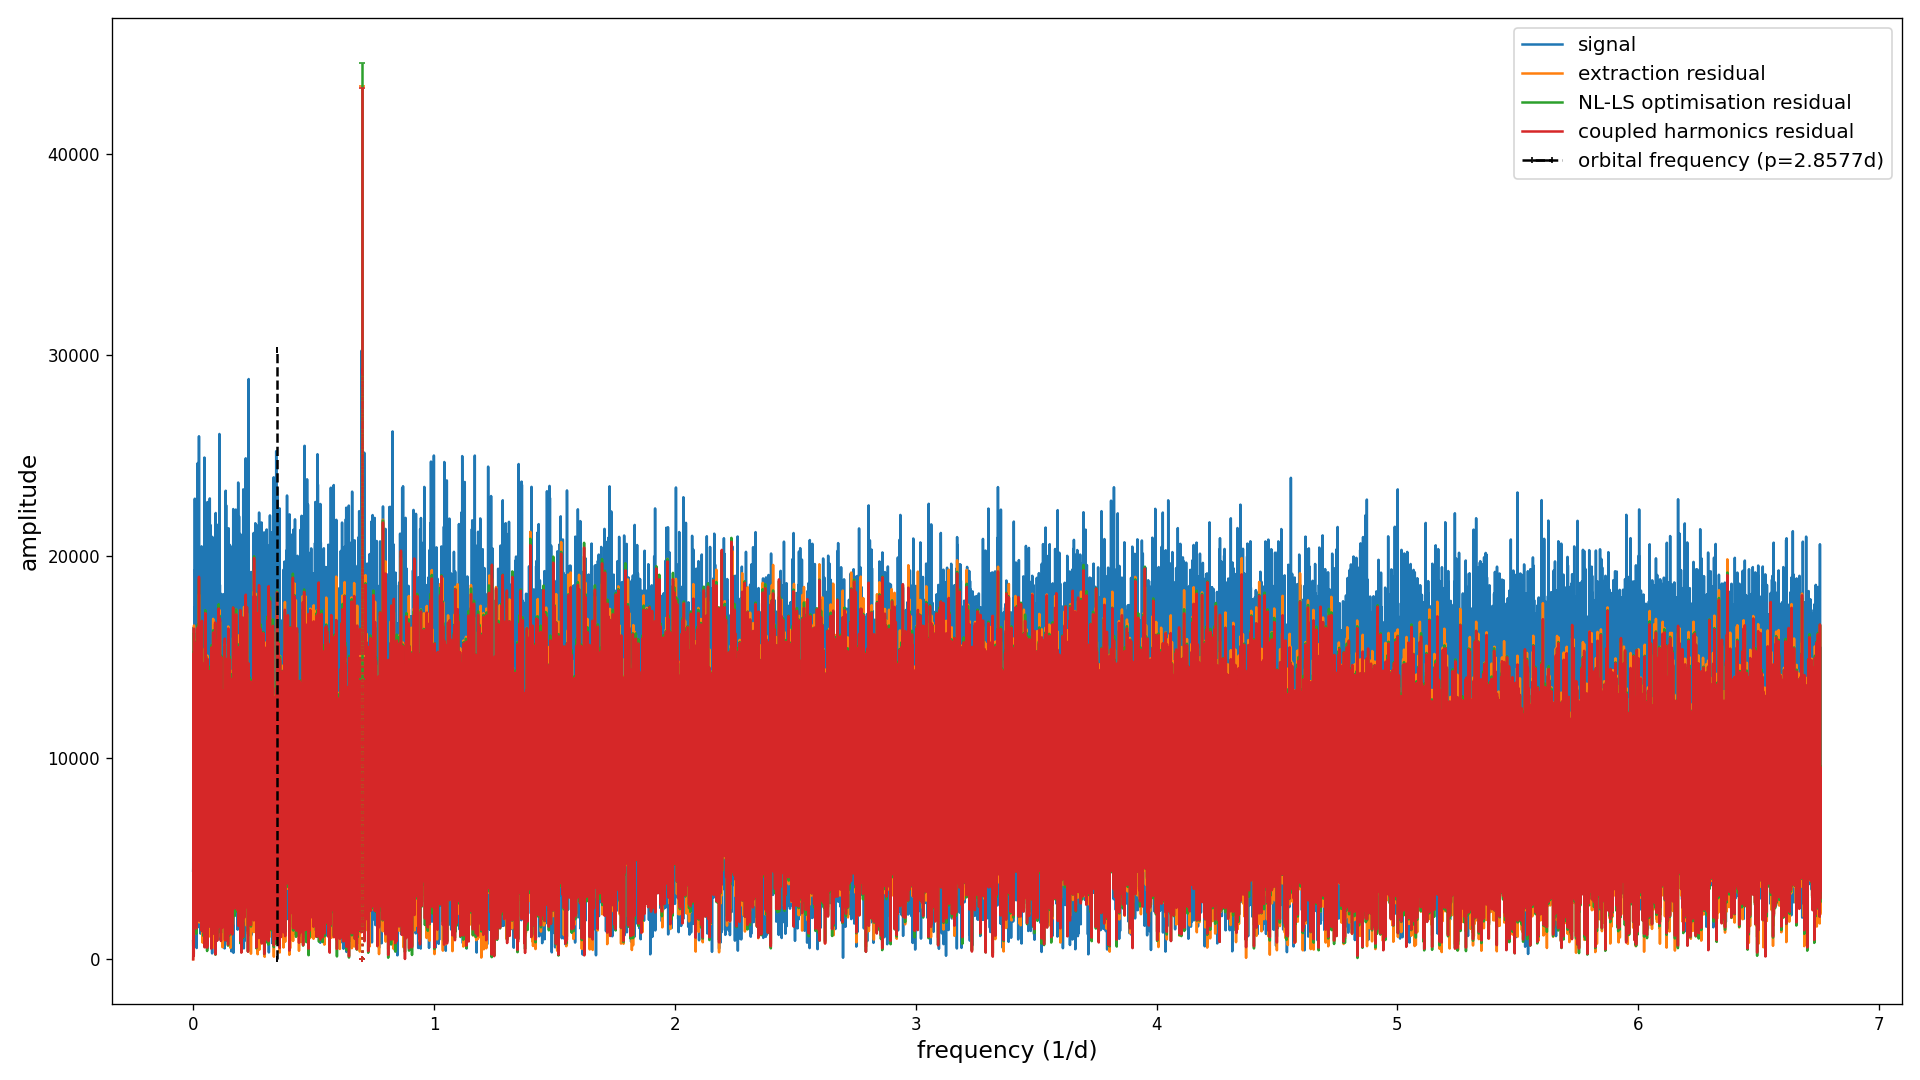 signal
extraction residual
NL-LS optimisation residual
coupled harmonics residual
orbital frequency (p=2.8577d)
amplitude
40000
30000
20000
10000
0
0 1 2 3 4 5 6 7
frequency (1/d)